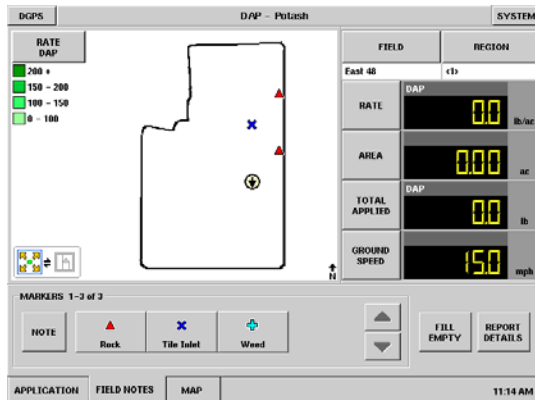 DGPS
DAP - Potash
SYSTEM
RATE
DAP
200 +
150 - 200
100 - 150
0 - 100
N
FIELD
REGION
East 48
<1>
RATE
DAP
0.0
lb/ac
AREA
0.00
ac
TOTAL
APPLIED
DAP
0.0
lb
GROUND
SPEED
15.0
mph
MARKERS 1-3 of 3
NOTE
Rock
Tile Inlet
Weed
FILL
EMPTY
REPORT
DETAILS
APPLICATION
FIELD NOTES
MAP
11:14 AM